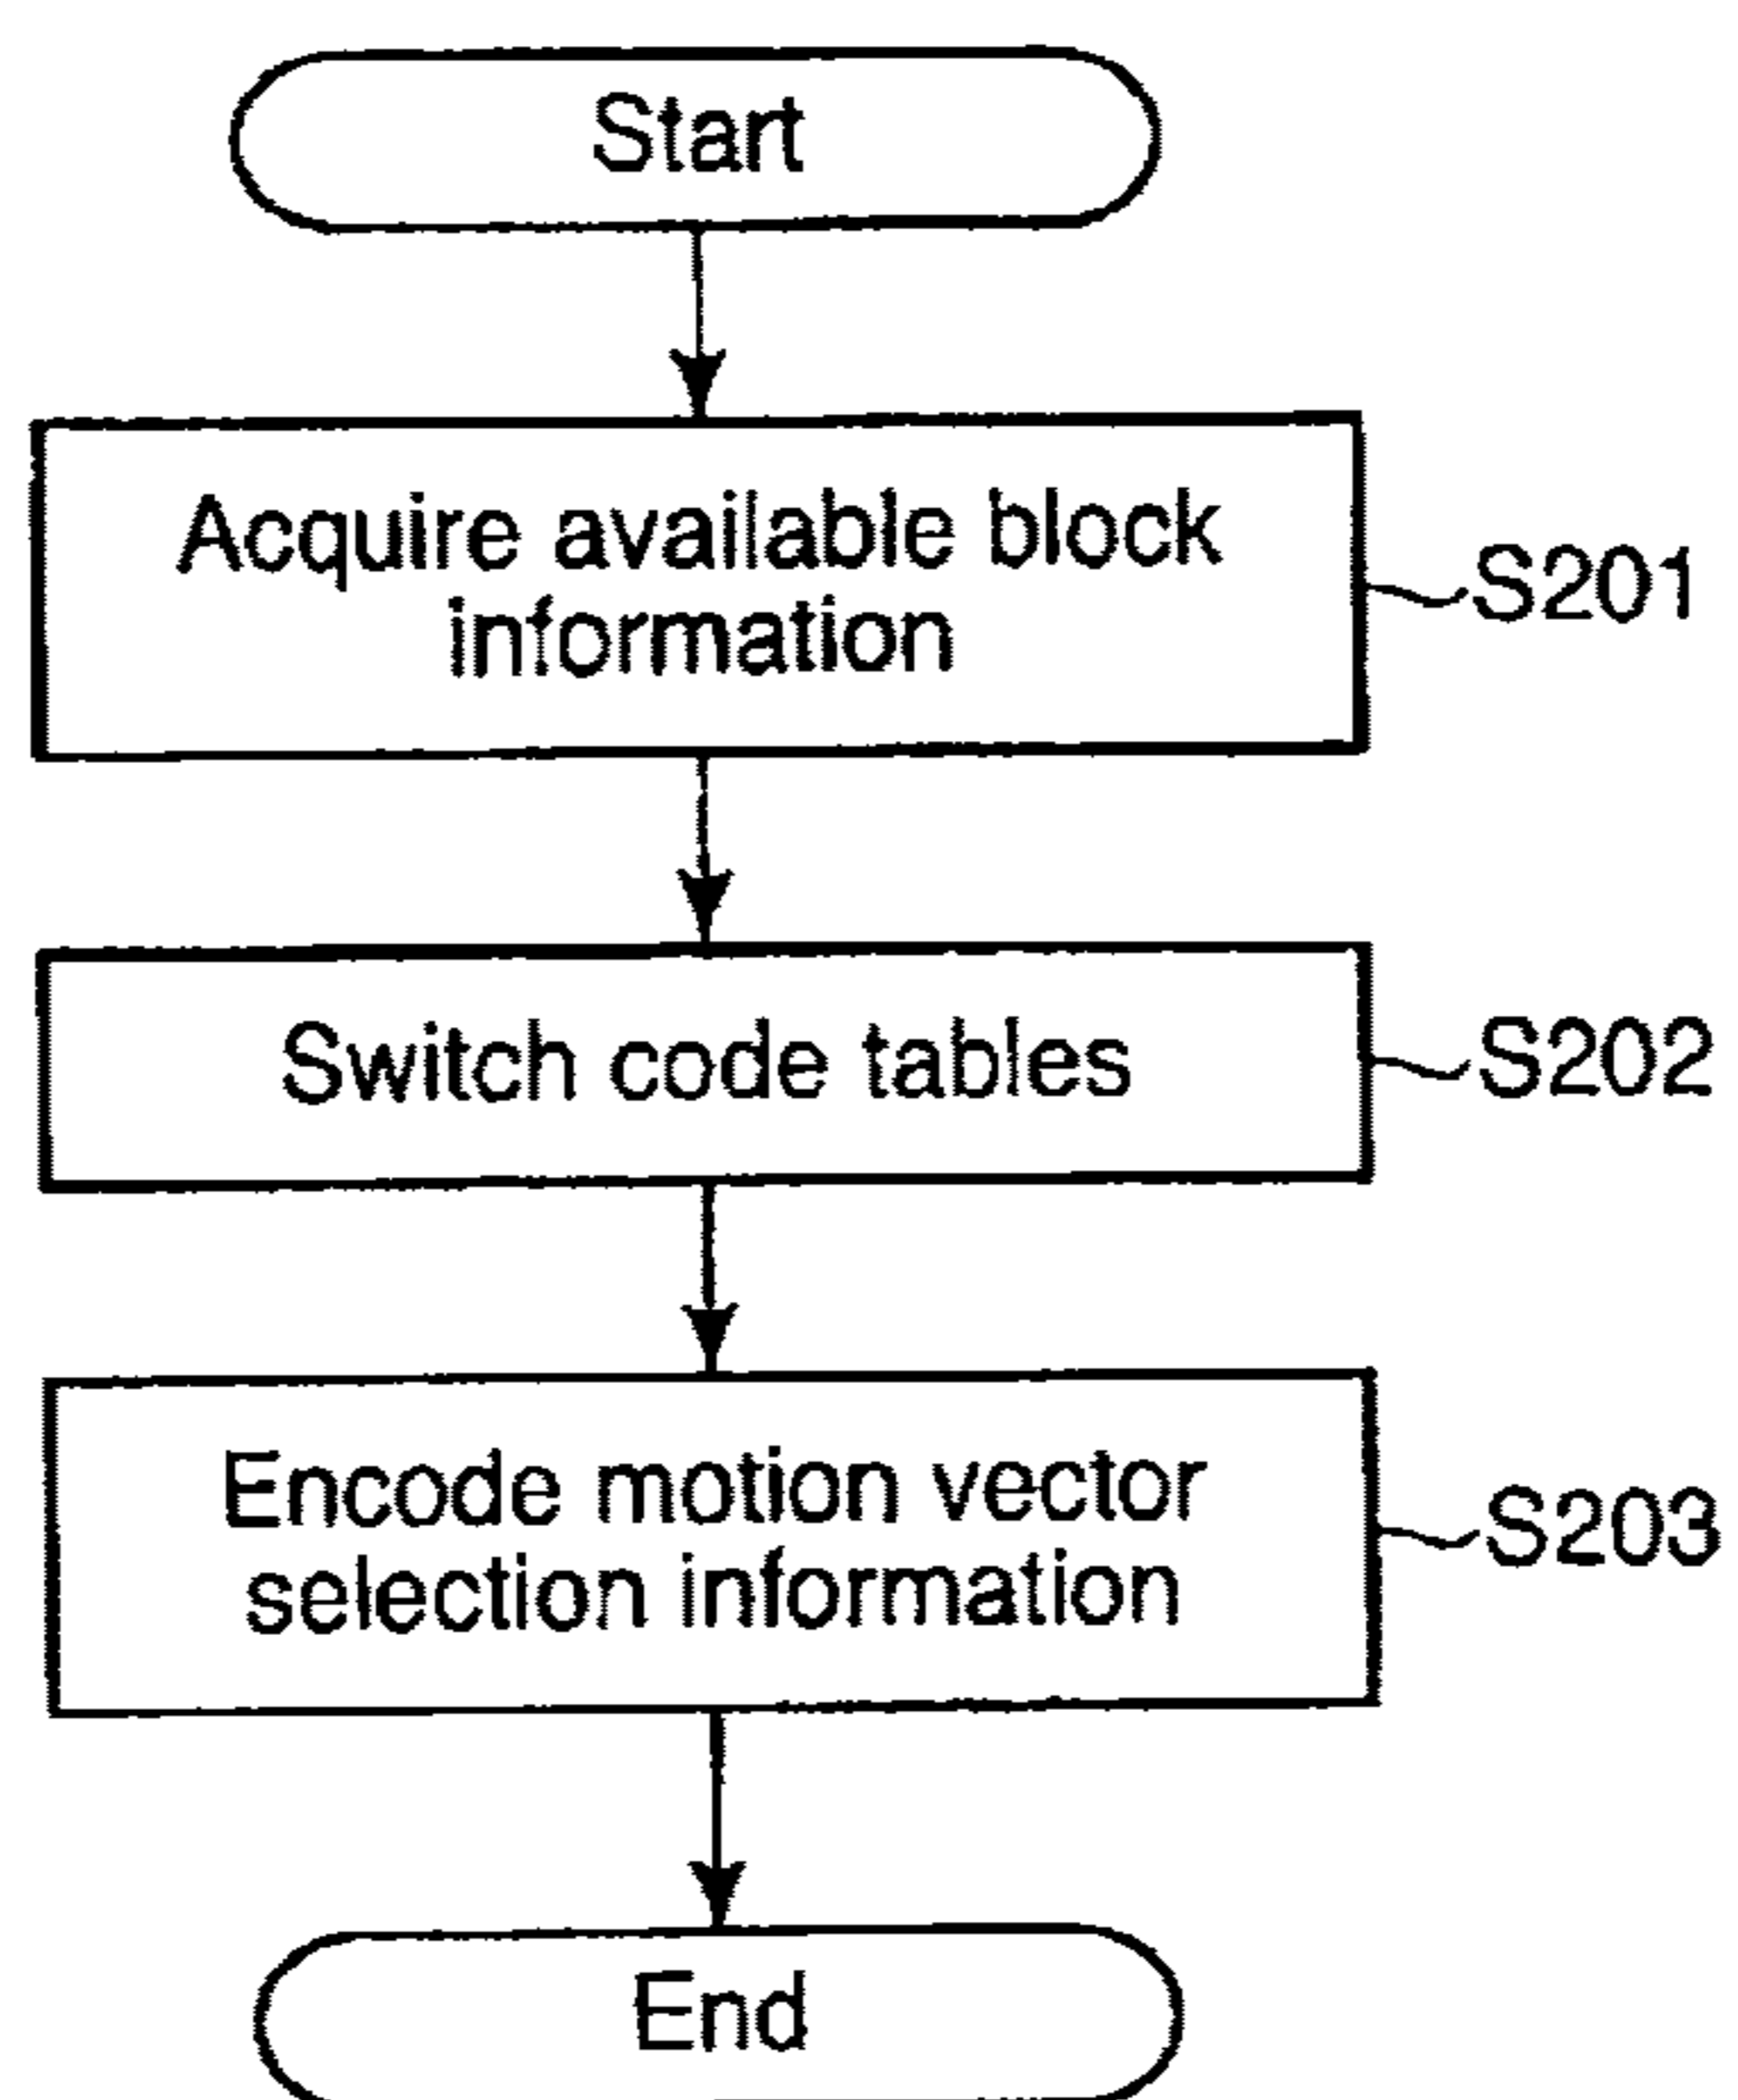 Start
Acquire available block
information
S201
Switch code tables
S202
Encode motion vector
selection information
S203
End